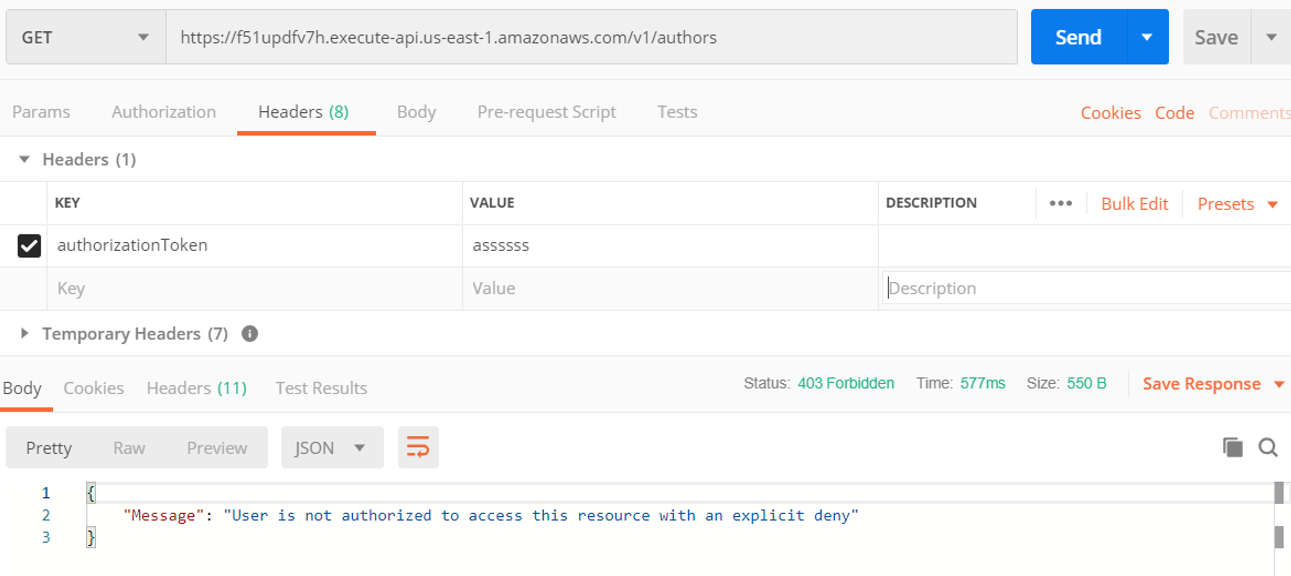 GET https://f51updfv7h.execute-api.us-east-1.amazonaws.com/v1/authors Send Save
Params Authorization Headers (8) Body Pre-request Script Tests Cookies Code Comments
Headers (1)
KEY VALUE DESCRIPTION ••• Bulk Edit Presets
authorizationToken asssssss
Key Value Description
Temporary Headers (7) i
Body Cookies Headers (11) Test Results Status: 403 Forbidden Time: 577ms Size: 550 B Save Response
Pretty Raw Preview JSON
1 {
2 "Message": "User is not authorized to access this resource with an explicit deny"
3 }